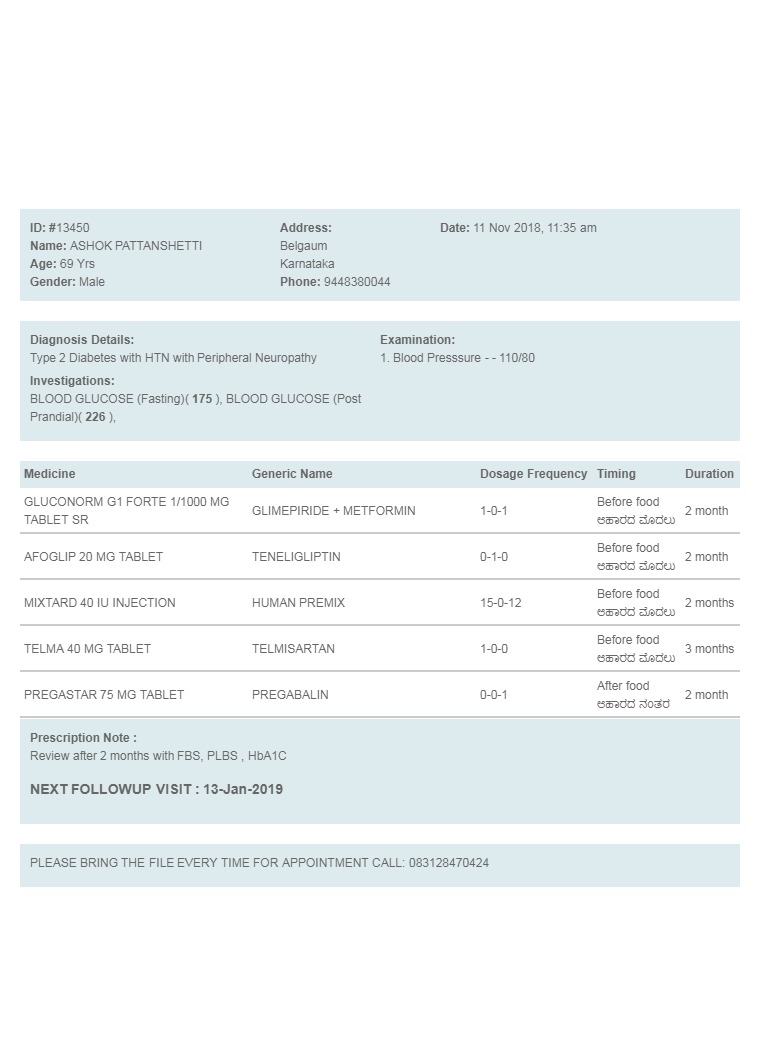 ID: #13450
Name: ASHOK PATTANSHETTI
Age: 69 Yrs
Gender: Male
Address:
Belgaum
Karnataka
Phone: 9448380044
Date: 11 Nov 2018, 11:35 am
Diagnosis Details:
Type 2 Diabetes with HTN with Peripheral Neuropathy
Investigations:
BLOOD GLUCOSE (Fasting)( 175 ), BLOOD GLUCOSE (Post
Prandial)( 226 ),
Examination:
1. Blood Presssure - - 110/80
Medicine Generic Name Dosage Frequency Timing Duration
GLUCONORM G1 FORTE 1/1000 MG
TABLET SR
GLIMEPIRIDE + METFORMIN
1-0-1
Before food
ಆಹಾರದ ಮೊದಲು
2 month
AFOGLIP 20 MG TABLET
TENELIGLIPTIN
0-1-0
Before food
ಆಹಾರದ ಮೊದಲು
2 month
MIXTARD 40 IU INJECTION
HUMAN PREMIX
15-0-12
Before food
ಆಹಾರದ ಮೊದಲು
2 months
TELMA 40 MG TABLET
TELMISARTAN
1-0-0
Before food
ಆಹಾರದ ಮೊದಲು
3 months
PREGASTAR 75 MG TABLET
PREGABALIN
0-0-1
After food
ಆಹಾರದ ನಂತರ
2 month
Prescription Note :
Review after 2 months with FBS, PLBS , HbA1C
NEXT FOLLOWUP VISIT : 13-Jan-2019
PLEASE BRING THE FILE EVERY TIME FOR APPOINTMENT CALL: 083128470424